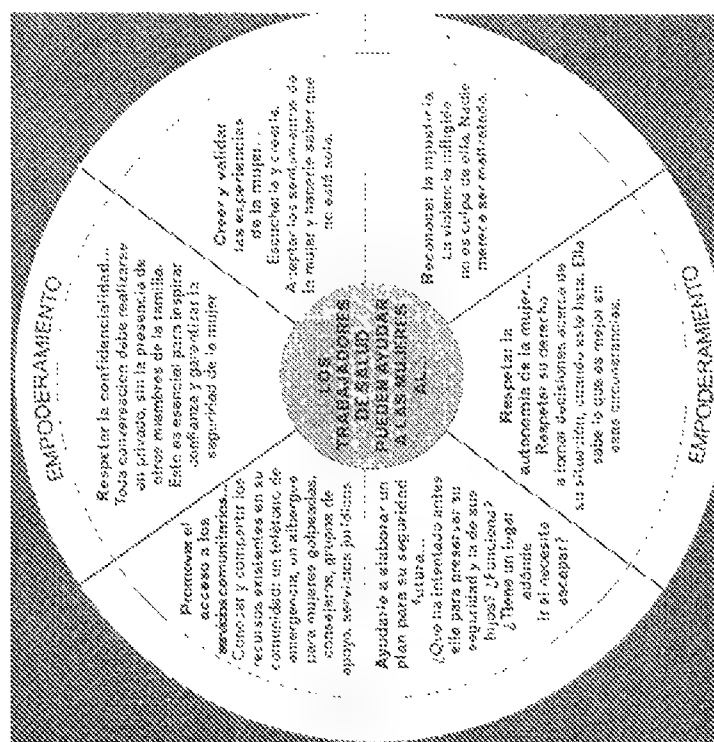 EMPODERAMIENTO
Respetar la confidencialidad...
Toda conversación debe realizarse
en privado, sin la presencia de
otros miembros de la familia.
Esto es esencial para inspirar
confianza y garantizar la
seguridad de la mujer
Creer y validar
las experiencias
de la mujer...
Escucharla y creerla.
Aceptar los sentimientos de
la mujer y hacerle saber que
no está sola.
Reconocer la injusticia.
La violencia infligida
no es culpa de ella. Nadie
merece ser maltratado.
Respetar la
autonomía de la mujer...
Respetar su derecho
a tomar decisiones acerca de
su situación, cuando esté lista. Ella
sabe lo que es mejor en
esas circunstancias.
Ayudarla a elaborar un
plan para su seguridad
futura...
¿Qué ha intentado antes
ella para preservar su
seguridad y la de sus
hijos? ¿Funciona?
¿Tiene un lugar
adónde
ir si necesita
escapar?
Promover el
acceso a los
servicios comunitarios.
Conocer y compartir los
recursos existentes en su
comunidad: un teléfono de
emergencia, un albergue
para mujeres golpeadas,
consejeras, grupos de
apoyo, servicios jurídicos
LOS
TRABAJADORES
DE SALUD
PUEDEN AYUDAR
A LAS MUJERES
AL...
EMPODERAMIENTO